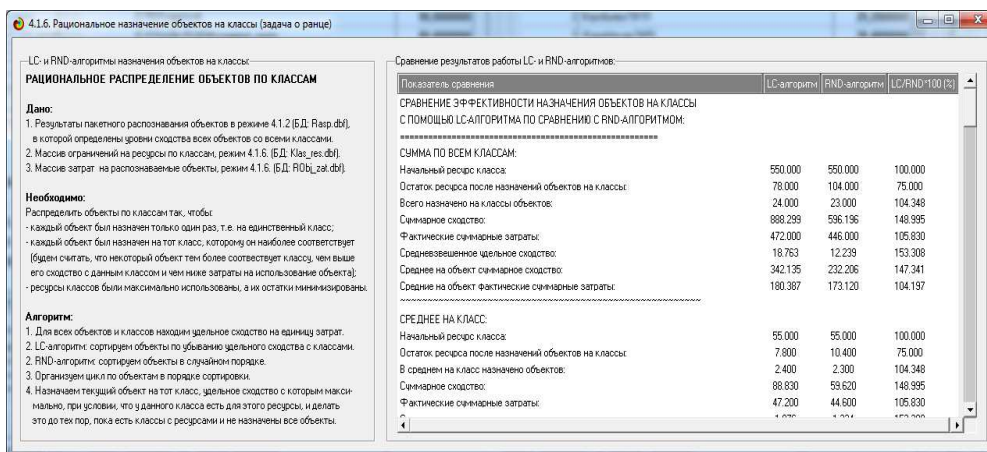 4.1.6. Рациональное назначение объектов на классы (задача о ранце)
LC- и RND-алгоритмы назначения объектов на классы:
РАЦИОНАЛЬНОЕ РАСПРЕДЕЛЕНИЕ ОБЪЕКТОВ ПО КЛАССАМ
Дано:
1. Результаты пакетного распознавания объектов в режиме 4.1.2 (БД: Rasp.dbf),
в которой определены уровни сходства всех объектов со всеми классами.
2. Массив ограничений на ресурсы по классам, режим 4.1.6. (БД: Klas_res.dbf).
3. Массив затрат на распознаваемые объекты, режим 4.1.6. (БД: RObj_zat.dbf).
Необходимо:
Распределить объекты по классам так, чтобы:
- каждый объект был назначен только один раз, т.е. на единственный класс;
- каждый объект был назначен на тот класс, которому он наиболее соответствует
(будем считать, что некоторый объект тем более соотвествует классу, чем выше
его сходство с данным классом и чем ниже затраты на использование объекта);
- ресурсы классов были максимально использованы, а их остатки минимизированы.
Алгоритм:
1. Для всех объектов и классов находим удельное сходство на единицу затрат.
2. LC-алгоритм: сортируем объекты по убыванию удельного сходства с классами.
2. RND-алгоритм: сортируем объекты в случайном порядке.
3. Организуем цикл по объектам в порядке сортировки.
4. Назначаем текущий объект на тот класс, удельное сходство с которым макси-
мально, при условии, что у данного класса есть для этого ресурсы, и делать
это до тех пор, пока есть классы с ресурсами и не назначены все объекты.
Сравнение результатов работы LC- и RND-алгоритмов:
Показатель сравнения LC-алгоритм RND-алгоритм LC/RND*100 (%)
СРАВНЕНИЕ ЭФФЕКТИВНОСТИ НАЗНАЧЕНИЯ ОБЪЕКТОВ НА КЛАССЫ
С ПОМОЩЬЮ LC-АЛГОРИТМА ПО СРАВНЕНИЮ С RND-АЛГОРИТМОМ:
СУММА ПО ВСЕМ КЛАССАМ:
Начальный ресурс класса: 550.000 550.000 100.000
Остаток ресурса после назначений объектов на классы: 78.000 104.000 75.000
Всего назначено на классы объектов: 24.000 23.000 104.348
Суммарное сходство: 888.299 596.196 148.995
Фактические суммарные затраты: 472.000 446.000 105.830
Средневзвешенное удельное сходство: 18.763 12.239 153.308
Среднее на объект суммарное сходство: 342.135 232.206 147.341
Средние на объект фактические суммарные затраты: 180.387 173.120 104.197
СРЕДНЕЕ НА КЛАСС:
Начальный ресурс класса: 55.000 55.000 100.000
Остаток ресурса после назначения объектов на классы: 7.800 10.400 75.000
В среднем на класс назначено объектов: 2.400 2.300 104.348
Суммарное сходство: 88.830 59.620 148.995
Фактические суммарные затраты: 47.200 44.600 105.830